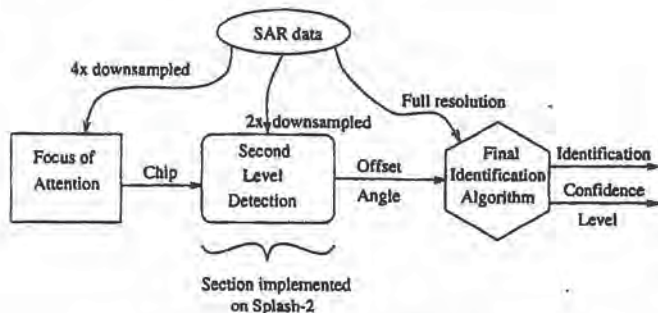 SAR data
4x downsampled
2x downsampled
Full resolution
Focus of
Attention
Chip
Second
Level
Detection
Offset
Angle
Final
Identification
Algorithm
Identification
Confidence
Level
Section implemented
on Splash-2